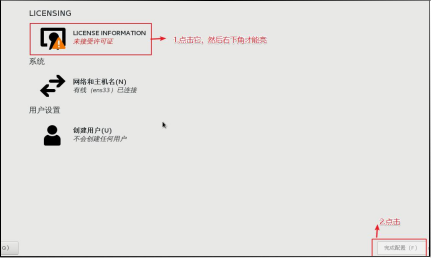 LICENSING
LICENSE INFORMATION
未接受许可证
1.点击它，然后右下角才能亮
系统
网络和主机名(N)
有线 (ens33) 已连接
用户设置
创建用户(U)
不会创建任何用户
2.点击
完成配置 (F)